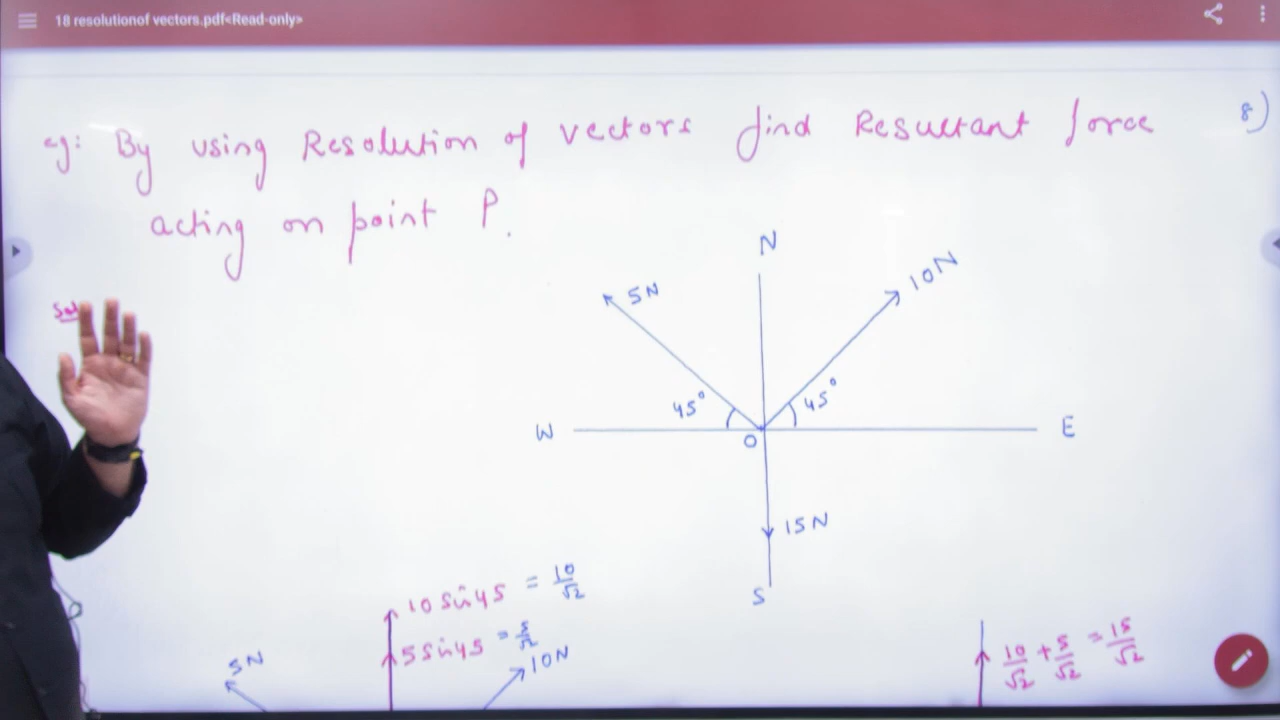 18 resolutionof vectors.pdf<Read-only>
eg: By using Resolution of vectors find Resultant force
8)
acting on point P.
N
10N
5N
Sol
45°
45°
W
O
E
15N
S
10 sin45 = 10/√2
5 sin45 = 5/√2
5N
10N
10/√2 + 5/√2 = 15/√2